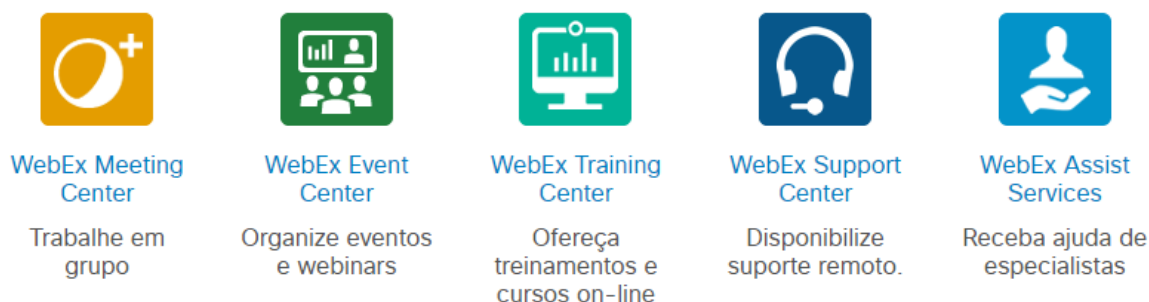 WebEx Meeting
Center
Trabalhe em
grupo
WebEx Event
Center
Organize eventos
e webinars
WebEx Training
Center
Ofereça
treinamentos e
cursos on-line
WebEx Support
Center
Disponibilize
suporte remoto.
WebEx Assist
Services
Receba ajuda de
especialistas